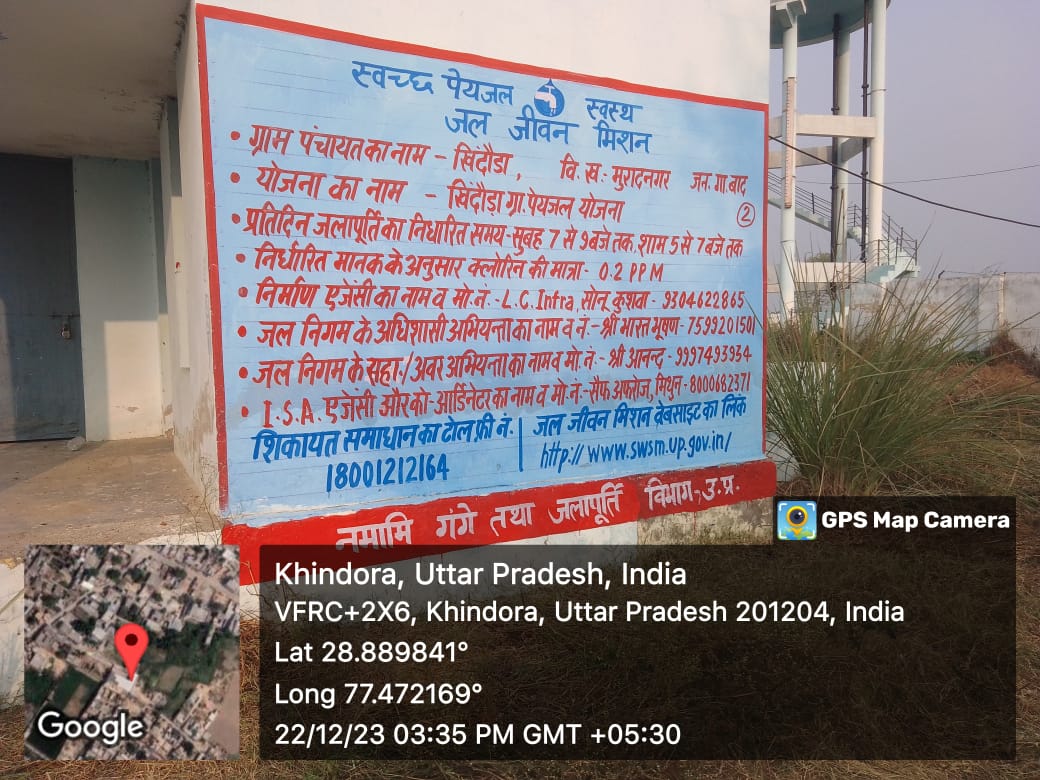 स्वच्छ पेयजल स्वस्थ
जल जीवन मिशन
• ग्राम पंचायत का नाम - खिंदौडा, वि. ख.- मुरादनगर जन. गा.बाद
• योजना का नाम - खिंदौड़ा ग्रा. पेयजल योजना
②
• प्रतिदिन जलापूर्ति का निर्धारित समय- सुबह 7 से 9 बजे तक, शाम 5 से 7 बजे तक
• निर्धारित मानक के अनुसार क्लोरिन की मात्रा- 0.2 PPM
• निर्माण एजेंसी का नाम व मो. नं.- L.C. Infra, सोनू कुशवा - 9304622865
• जल निगम के अधिशासी अभियन्ता का नाम व नं.- श्री भारत भूषण - 7599201501
• जल निगम के सहा./अवर अभियन्ता का नाम व मो. नं.- श्री आनन्द - 9997493934
• I.S.A. एजेंसी और को-आर्डिनेटर का नाम व मो. नं.- सैफ अफरोज, मिथुन - 8000682371
शिकायत समाधान का टोल फ्री नं.
18001212164
जल जीवन मिशन वेबसाइट का लिंक
http://www.swsm.up.gov.in/
नमामि गंगे तथा जलापूर्ति विभाग - उ.प्र.
GPS Map Camera
Khindora, Uttar Pradesh, India
VFRC+2X6, Khindora, Uttar Pradesh 201204, India
Lat 28.889841°
Long 77.472169°
22/12/23 03:35 PM GMT +05:30
Google